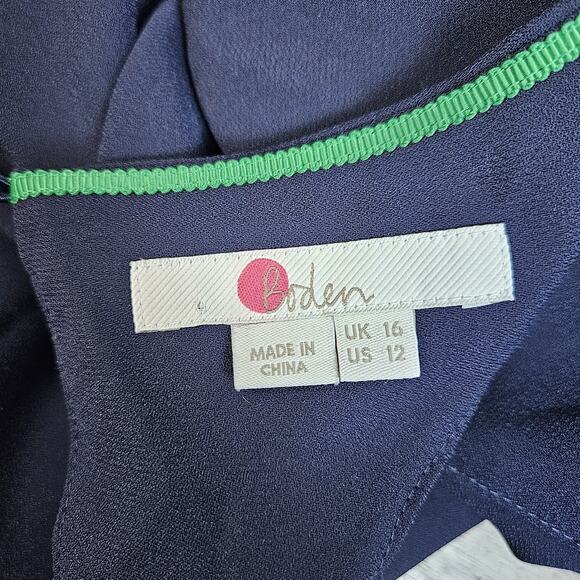 Boden
MADE IN
CHINA
UK 16
US 12